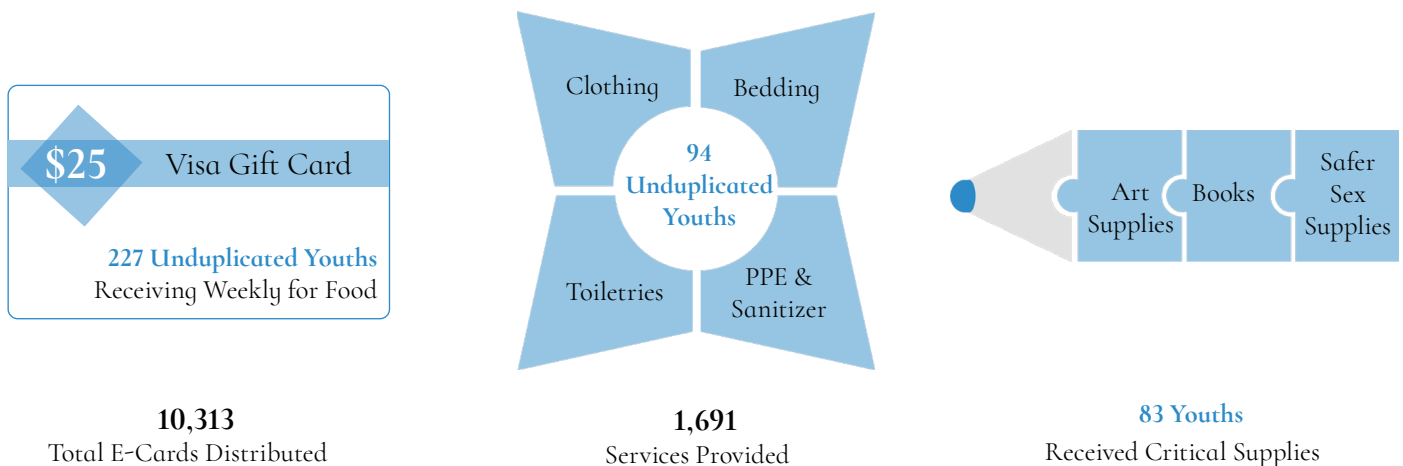 $25
Visa Gift Card
227 Unduplicated Youths
Receiving Weekly for Food
10,313
Total E-Cards Distributed
Clothing
Bedding
94
Unduplicated
Youths
Toiletries
PPE &
Sanitizer
1,691
Services Provided
Art
Supplies
Books
Safer
Sex
Supplies
83 Youths
Received Critical Supplies